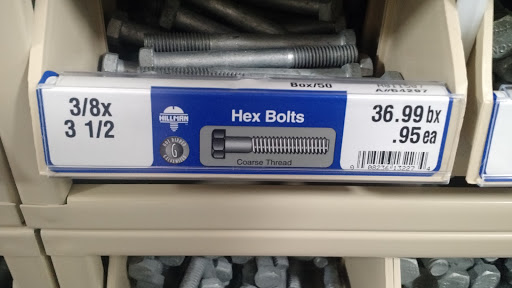 Box/50
3/8x
3 1/2
HILLMAN
G
Hex Bolts
Coarse Thread
36.99 bx
.95 ea